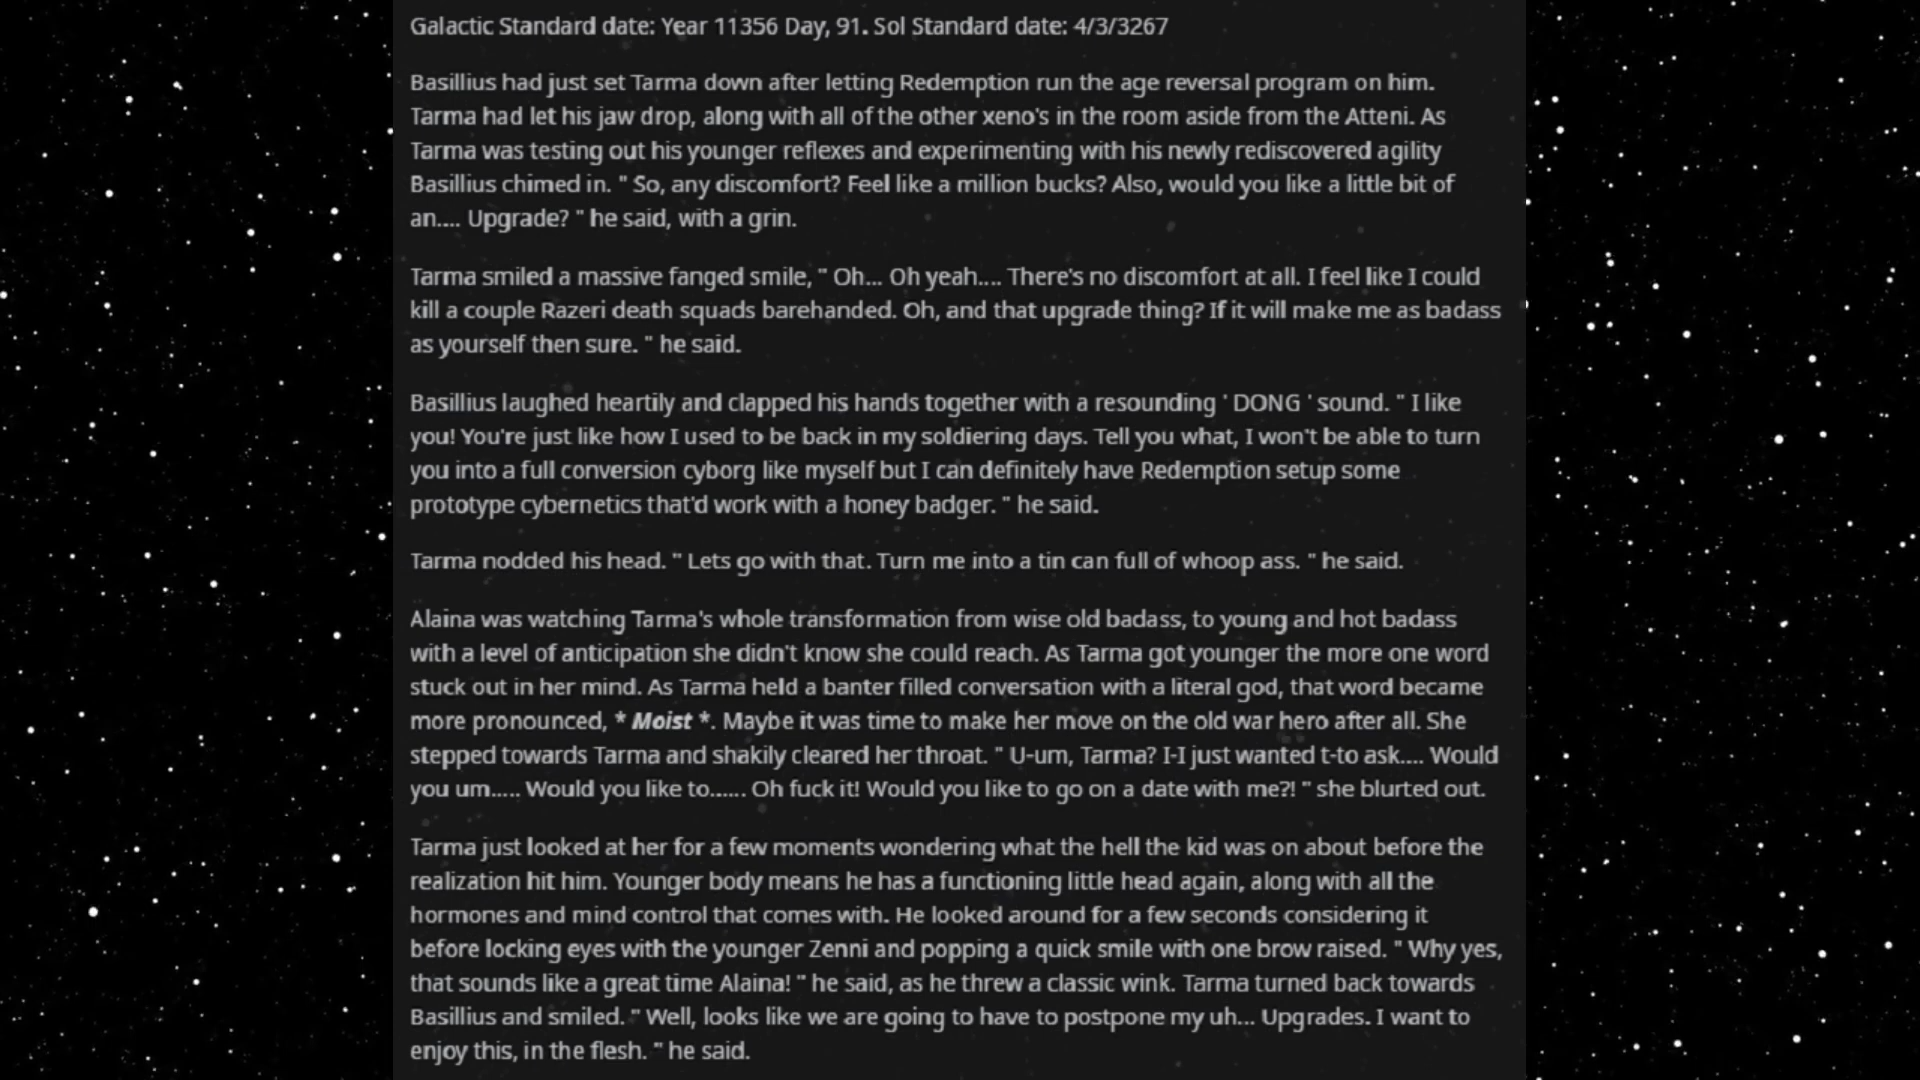 Galactic Standard date: Year 11356 Day, 91. Sol Standard date: 4/3/3267
Basillius had just set Tarma down after letting Redemption run the age reversal program on him.
Tarma had let his jaw drop, along with all of the other xeno's in the room aside from the Atteni. As
Tarma was testing out his younger reflexes and experimenting with his newly rediscovered agility
Basillius chimed in. " So, any discomfort? Feel like a million bucks? Also, would you like a little bit of
an.... Upgrade? " he said, with a grin.
Tarma smiled a massive fanged smile, " Oh... Oh yeah.... There's no discomfort at all. I feel like I could
kill a couple Razeri death squads barehanded. Oh, and that upgrade thing? If it will make me as badass
as yourself then sure. " he said.
Basillius laughed heartily and clapped his hands together with a resounding ' DONG ' sound. " I like
you! You're just like how I used to be back in my soldiering days. Tell you what, I won't be able to turn
you into a full conversion cyborg like myself but I can definitely have Redemption setup some
prototype cybernetics that'd work with a honey badger. " he said.
Tarma nodded his head. " Lets go with that. Turn me into a tin can full of whoop ass. " he said.
Alaina was watching Tarma's whole transformation from wise old badass, to young and hot badass
with a level of anticipation she didn't know she could reach. As Tarma got younger the more one word
stuck out in her mind. As Tarma held a banter filled conversation with a literal god, that word became
more pronounced, * Moist *. Maybe it was time to make her move on the old war hero after all. She
stepped towards Tarma and shakily cleared her throat. " U-um, Tarma? I-I just wanted t-to ask.... Would
you um..... Would you like to...... Oh fuck it! Would you like to go on a date with me?! " she blurted out.
Tarma just looked at her for a few moments wondering what the hell the kid was on about before the
realization hit him. Younger body means he has a functioning little head again, along with all the
hormones and mind control that comes with. He looked around for a few seconds considering it
before locking eyes with the younger Zenni and popping a quick smile with one brow raised. " Why yes,
that sounds like a great time Alaina! " he said, as he threw a classic wink. Tarma turned back towards
Basillius and smiled. " Well, looks like we are going to have to postpone my uh... Upgrades. I want to
enjoy this, in the flesh. " he said.